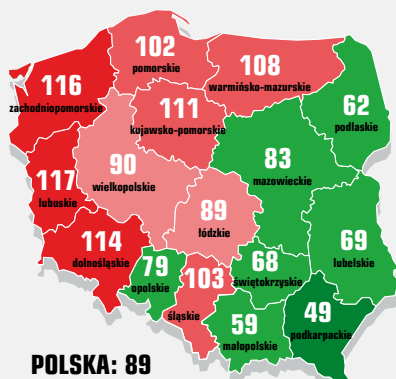 102
pomorskie
108
warmińsko-mazurskie
116
zachodniopomorskie
111
kujawsko-pomorskie
62
podlaskie
90
wielkopolskie
83
mazowieckie
117
lubuskie
89
łódzkie
114
dolnośląskie
79
opolskie
103
śląskie
68
świętokrzyskie
69
lubelskie
59
małopolskie
49
podkarpackie
POLSKA: 89